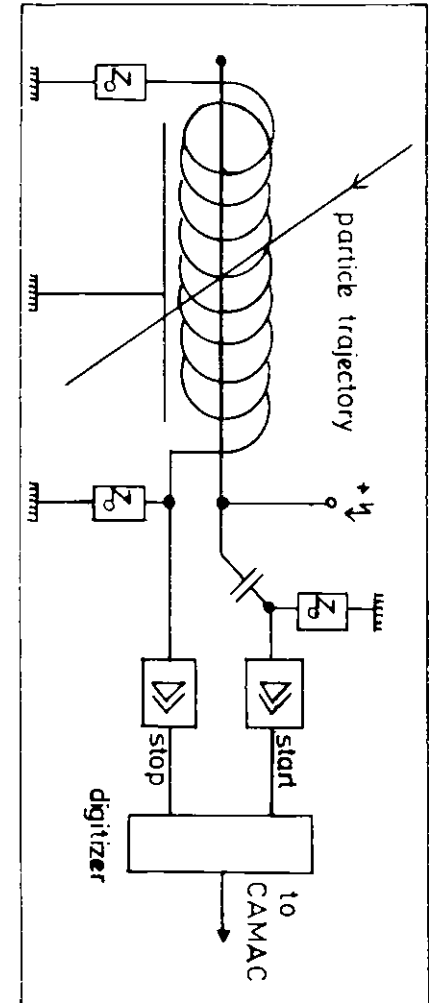 particle trajectory
Z₀
start
to
CAMAC
stop
Z₀
Z₀
digitizer